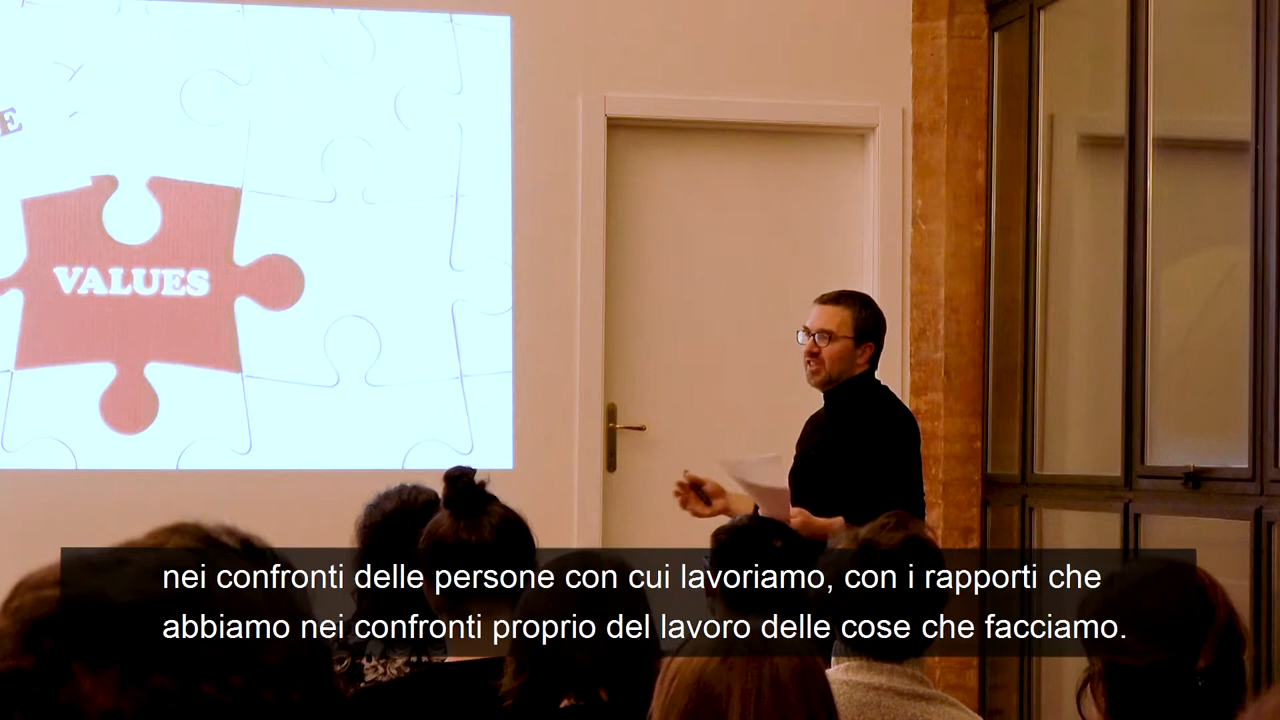 E
VALUES
nei confronti delle persone con cui lavoriamo, con i rapporti che
abbiamo nei confronti proprio del lavoro delle cose che facciamo.